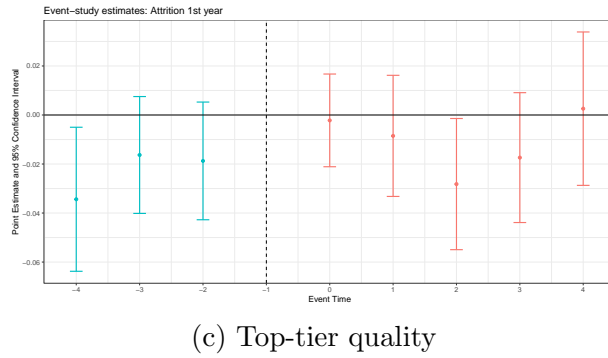 Event−study estimates: Attrition 1st year
Point Estimate and 95% Confidence Interval
0.02
0.00
−0.02
−0.04
−0.06
−4 −3 −2 −1 0 1 2 3 4
Event Time
(c) Top-tier quality